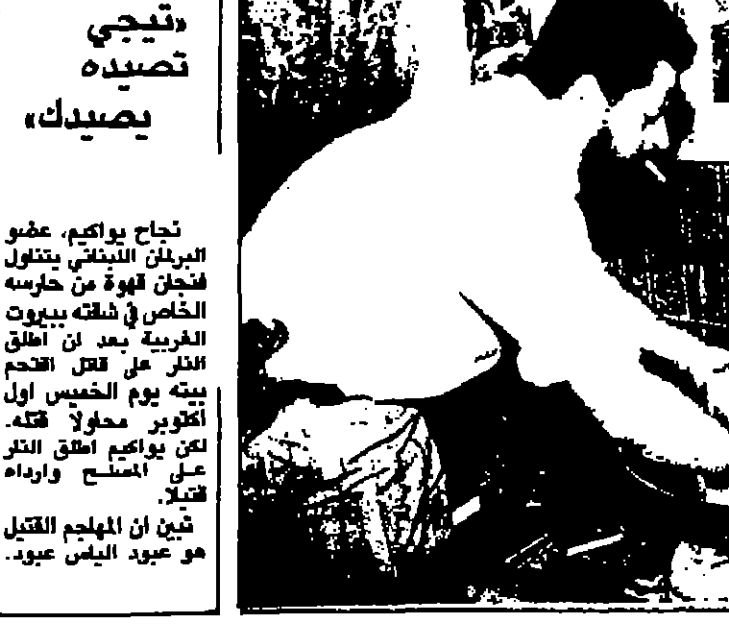 «تيجي
تصيده
يصيدك»
نجاح يواكيم، عضو
البرلمان اللبناني يتناول
فنجان قهوة من حارسه
الخاص في شقته ببيروت
الغربية بعد ان اطلق
النار على قاتل اقتحم
بيته يوم الخميس اول
أكتوبر محاولا قتله.
لكن يواكيم اطلق النار
على المسلح وارداه
قتيلا.
تبين ان المهاجم القتيل
هو عبود الياس عبود.